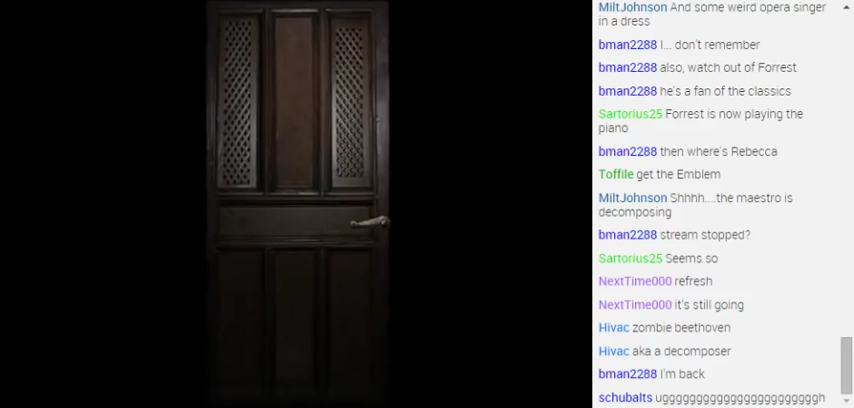 MiltJohnson And some weird opera singer
in a dress
bman2288 I... don't remember
bman2288 also, watch out of Forrest
bman2288 he's a fan of the classics
Sartorius25 Forrest is now playing the
piano
bman2288 then where's Rebecca
Toffile get the Emblem
MiltJohnson Shhhh....the maestro is
decomposing
bman2288 stream stopped?
Sartorius25 Seems so
NextTime000 refresh
NextTime000 it's still going
Hivac zombie beethoven
Hivac aka a decomposer
bman2288 I'm back
schubalts uggggggggggggggggggggggggh